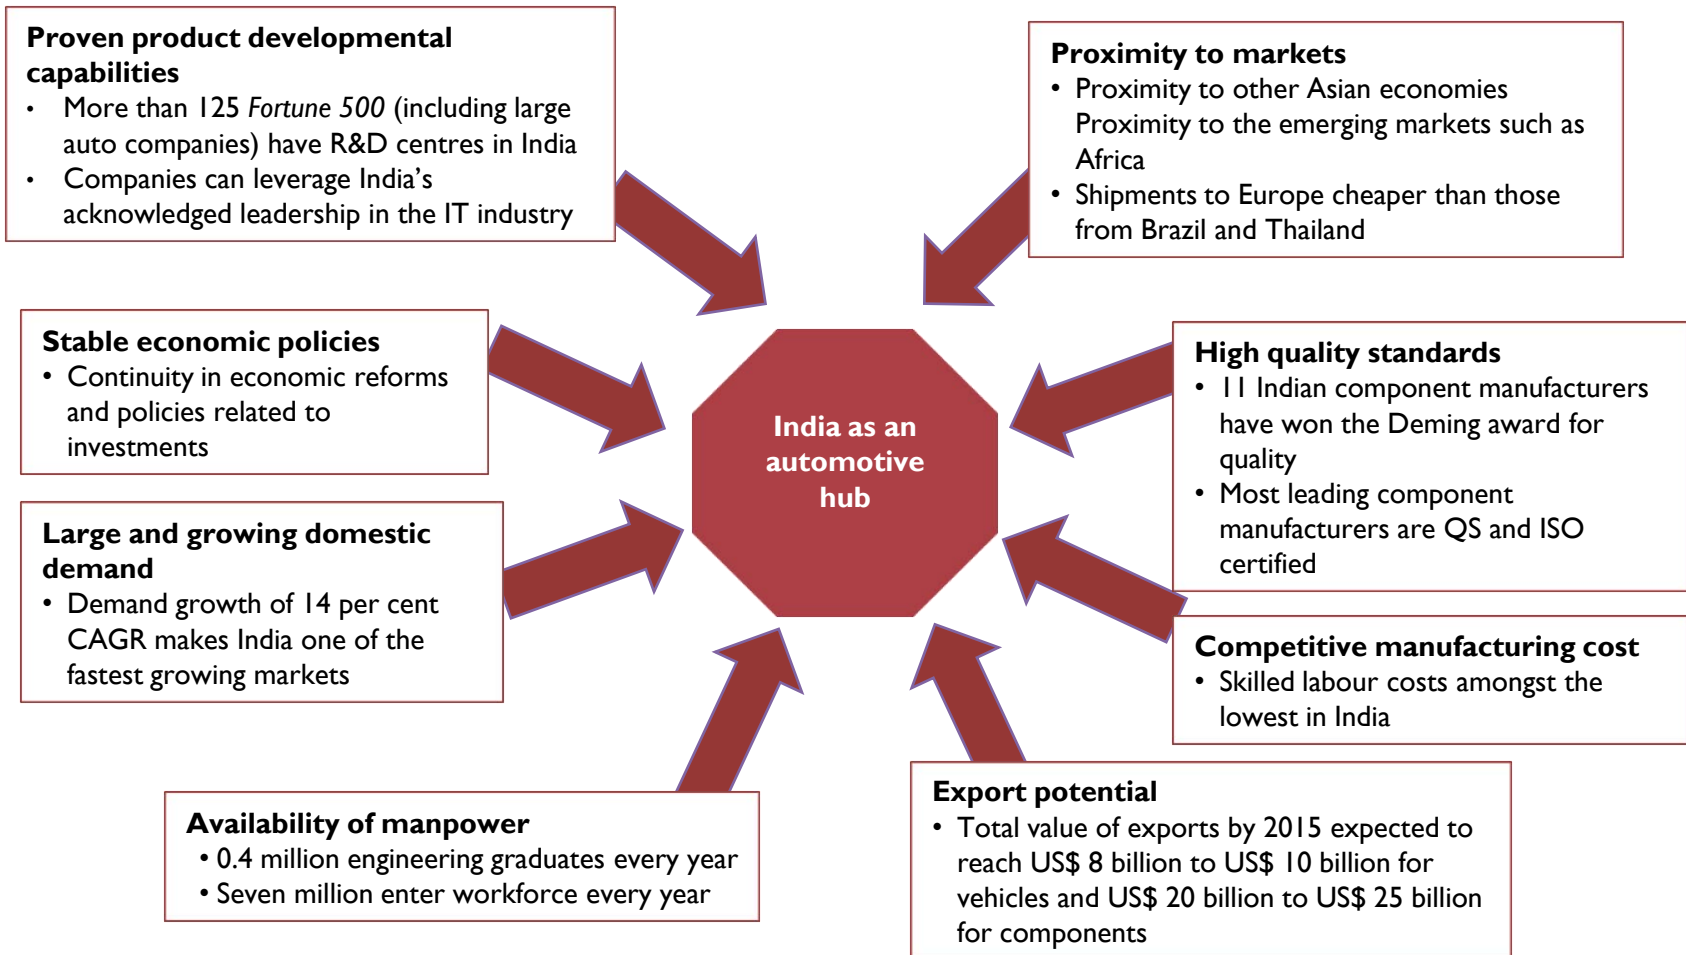 Proven product developmental
capabilities
• More than 125 Fortune 500 (including large
auto companies) have R&D centres in India
• Companies can leverage India's
acknowledged leadership in the IT industry
Proximity to markets
• Proximity to other Asian economies
Proximity to the emerging markets such as
Africa
• Shipments to Europe cheaper than those
from Brazil and Thailand
Stable economic policies
• Continuity in economic reforms
and policies related to
investments
High quality standards
• 11 Indian component manufacturers
have won the Deming award for
quality
• Most leading component
manufacturers are QS and ISO
certified
India as an
automotive
hub
Large and growing domestic
demand
• Demand growth of 14 per cent
CAGR makes India one of the
fastest growing markets
Competitive manufacturing cost
• Skilled labour costs amongst the
lowest in India
Availability of manpower
• 0.4 million engineering graduates every year
• Seven million enter workforce every year
Export potential
• Total value of exports by 2015 expected to
reach US$ 8 billion to US$ 10 billion for
vehicles and US$ 20 billion to US$ 25 billion
for components